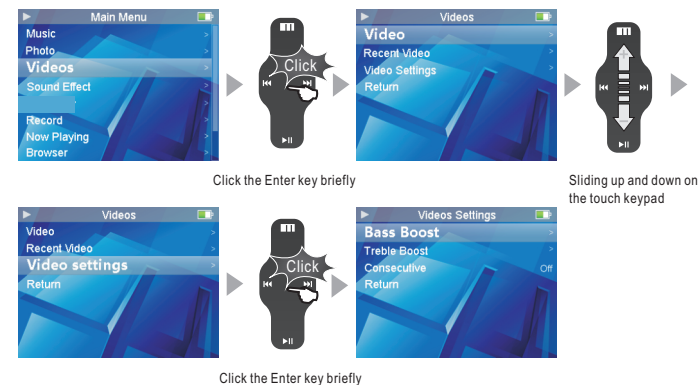 Main Menu
Music
Photo
Videos
Sound Effect
Record
Now Playing
Browser
Click
Videos
Video
Recent Video
Video Settings
Return
Click the Enter key briefly
Sliding up and down on
the touch keypad
Videos
Video
Recent Video
Video settings
Return
Click
Videos Settings
Bass Boost
Treble Boost
Consecutive Off
Return
Click the Enter key briefly